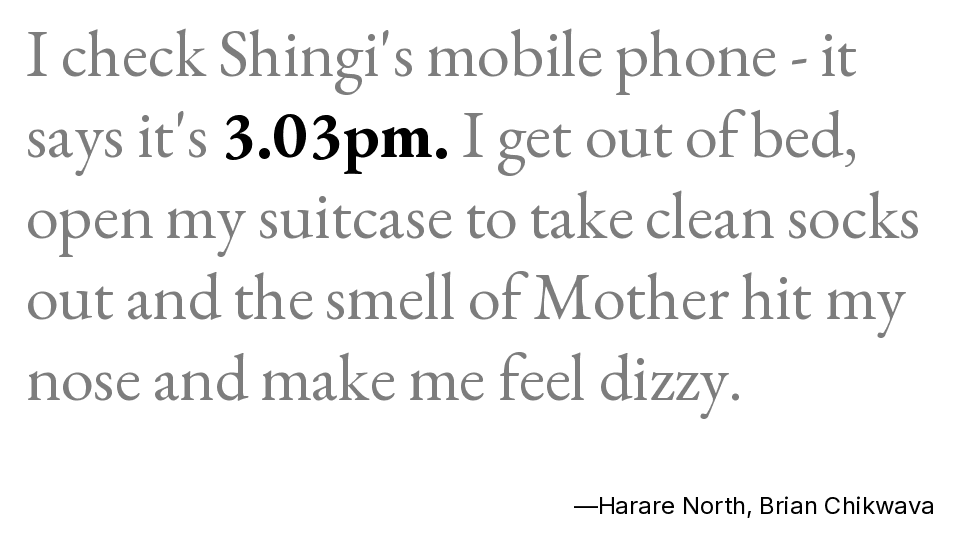 I check Shingi's mobile phone - it
says it's 3.03pm. I get out of bed,
open my suitcase to take clean socks
out and the smell of Mother hit my
nose and make me feel dizzy.
—Harare North, Brian Chikwava